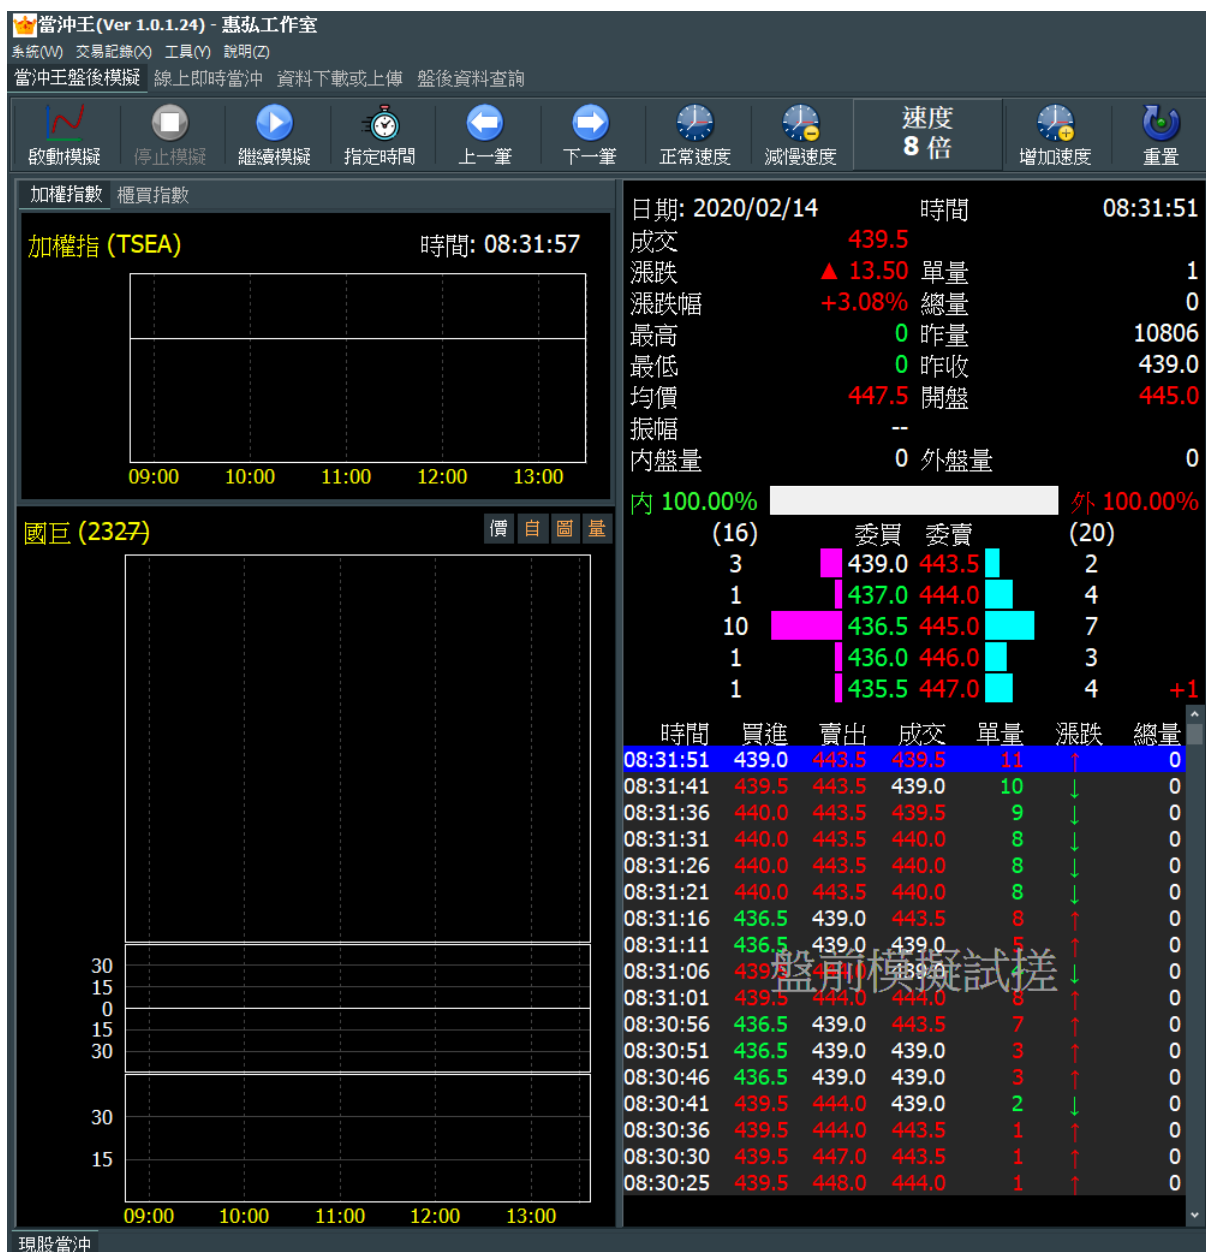 當沖王(Ver 1.0.1.24) - 惠弘工作室
系統(W) 交易記錄(X) 工具(Y) 說明(Z)
當沖王盤後模擬 線上即時當沖 資料下載或上傳 盤後資料查詢
啟動模擬 停止模擬 繼續模擬 指定時間 上一筆 下一筆 正常速度 減慢速度 速度 8 倍 增加速度 重置
加權指數 櫃買指數
加權指 (TSEA) 時間: 08:31:57
09:00 10:00 11:00 12:00 13:00
國巨 (2327) 價 自 圖 量
30
15
0
15
30
30
15
09:00 10:00 11:00 12:00 13:00
日期: 2020/02/14 時間 08:31:51
成交 439.5
漲跌 ▲ 13.50 單量 1
漲跌幅 +3.08% 總量 0
最高 0 昨量 10806
最低 0 昨收 439.0
均價 447.5 開盤 445.0
振幅 --
內盤量 0 外盤量 0
內 100.00% 外 100.00%
(16) 委買 委賣 (20)
3 439.0 443.5 2
1 437.0 444.0 4
10 436.5 445.0 7
1 436.0 446.0 3
1 435.5 447.0 4 +1
時間 買進 賣出 成交 單量 漲跌 總量
08:31:51 439.0 443.5 439.5 11 ↑ 0
08:31:41 439.5 443.5 439.0 10 ↓ 0
08:31:36 440.0 443.5 439.5 9 ↓ 0
08:31:31 440.0 443.5 440.0 8 ↓ 0
08:31:26 440.0 443.5 440.0 8 ↓ 0
08:31:21 440.0 443.5 440.0 8 ↓ 0
08:31:16 436.5 439.0 443.5 8 ↑ 0
08:31:11 436.5 439.0 439.0 5 ↑ 0
盤前模擬試搓
08:31:06 439.5 439.0 ↓ 0
08:31:01 439.5 444.0 444.0 8 ↑ 0
08:30:56 436.5 439.0 443.5 7 ↑ 0
08:30:51 436.5 439.0 439.0 3 ↑ 0
08:30:46 436.5 439.0 439.0 3 ↑ 0
08:30:41 439.5 444.0 439.0 2 ↓ 0
08:30:36 439.5 444.0 443.5 1 ↑ 0
08:30:30 439.5 447.0 443.5 1 ↑ 0
08:30:25 439.5 448.0 444.0 1 ↑ 0
現股當沖